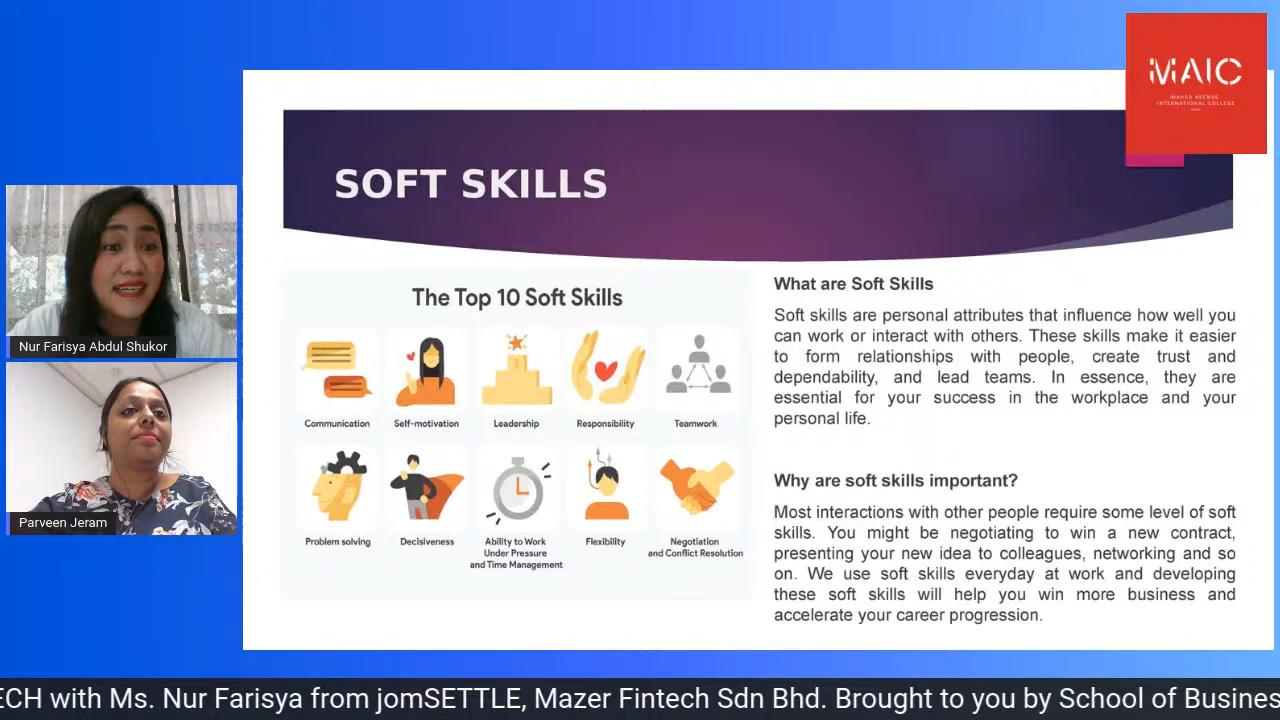 MAIC
MAHSA AVENUE
INTERNATIONAL COLLEGE
SOFT SKILLS
Nur Farisya Abdul Shukor
Parveen Jeram
The Top 10 Soft Skills
Communication
Self-motivation
Leadership
Responsibility
Teamwork
Problem solving
Decisiveness
Ability to Work
Under Pressure
and Time Management
Flexibility
Negotiation
and Conflict Resolution
What are Soft Skills
Soft skills are personal attributes that influence how well you
can work or interact with others. These skills make it easier
to form relationships with people, create trust and
dependability, and lead teams. In essence, they are
essential for your success in the workplace and your
personal life.
Why are soft skills important?
Most interactions with other people require some level of soft
skills. You might be negotiating to win a new contract,
presenting your new idea to colleagues, networking and so
on. We use soft skills everyday at work and developing
these soft skills will help you win more business and
accelerate your career progression.
ECH with Ms. Nur Farisya from jomSETTLE, Mazer Fintech Sdn Bhd. Brought to you by School of Busines